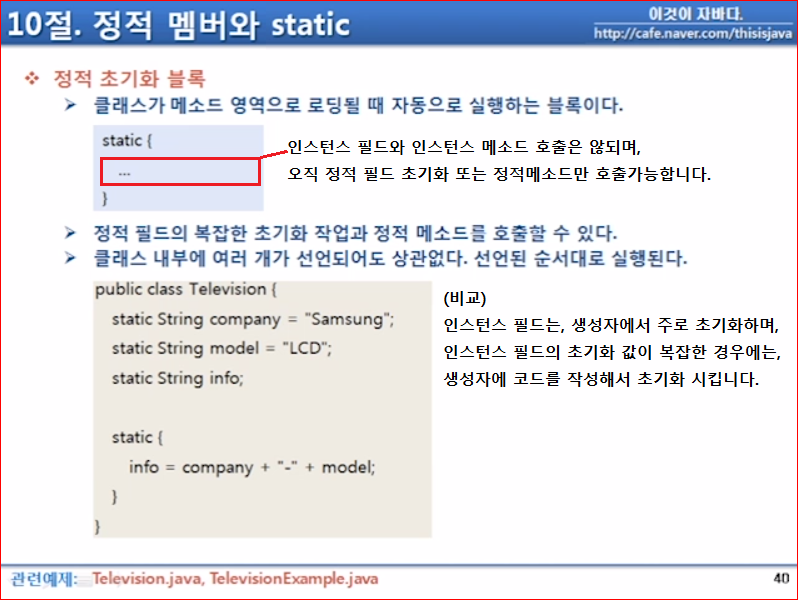 10절. 정적 멤버와 static
이것이 자바다.
http://cafe.naver.com/thisisjava
❖ 정적 초기화 블록
➤ 클래스가 메소드 영역으로 로딩될 때 자동으로 실행하는 블록이다.
static {
...
}
인스턴스 필드와 인스턴스 메소드 호출은 않되며,
오직 정적 필드 초기화 또는 정적메소드만 호출가능합니다.
➤ 정적 필드의 복잡한 초기화 작업과 정적 메소드를 호출할 수 있다.
➤ 클래스 내부에 여러 개가 선언되어도 상관없다. 선언된 순서대로 실행된다.
public class Television {
static String company = "Samsung";
static String model = "LCD";
static String info;
static {
info = company + "-" + model;
}
}
(비교)
인스턴스 필드는, 생성자에서 주로 초기화하며,
인스턴스 필드의 초기화 값이 복잡한 경우에는,
생성자에 코드를 작성해서 초기화 시킵니다.
관련예제: Television.java, TelevisionExample.java
40